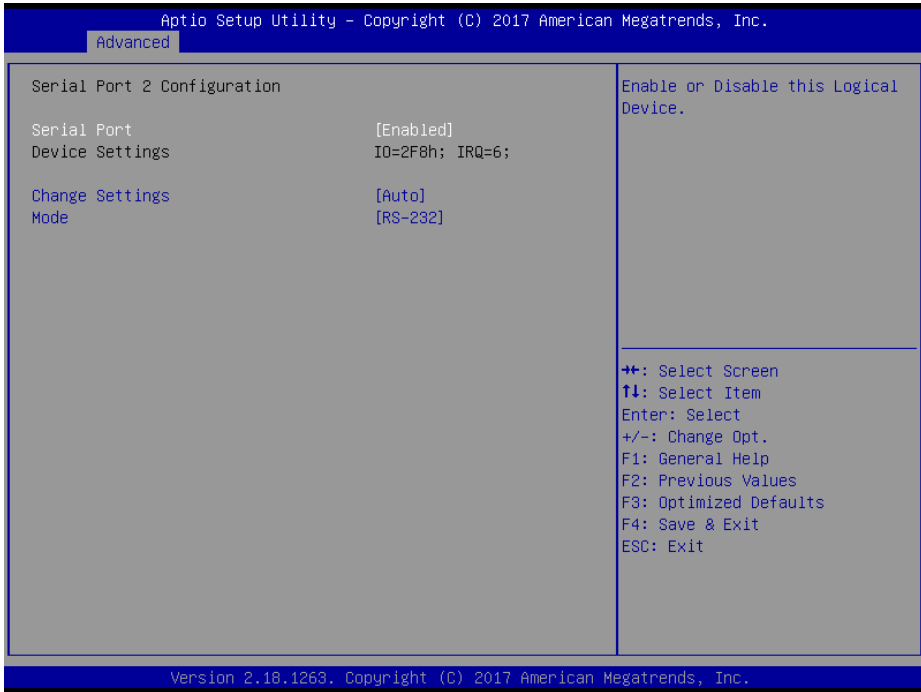 Aptio Setup Utility – Copyright (C) 2017 American Megatrends, Inc.
Advanced
Serial Port 2 Configuration
Serial Port [Enabled]
Device Settings IO=2F8h; IRQ=6;
Change Settings [Auto]
Mode [RS-232]
Enable or Disable this Logical
Device.
→←: Select Screen
↑↓: Select Item
Enter: Select
+/-: Change Opt.
F1: General Help
F2: Previous Values
F3: Optimized Defaults
F4: Save & Exit
ESC: Exit
Version 2.18.1263. Copyright (C) 2017 American Megatrends, Inc.